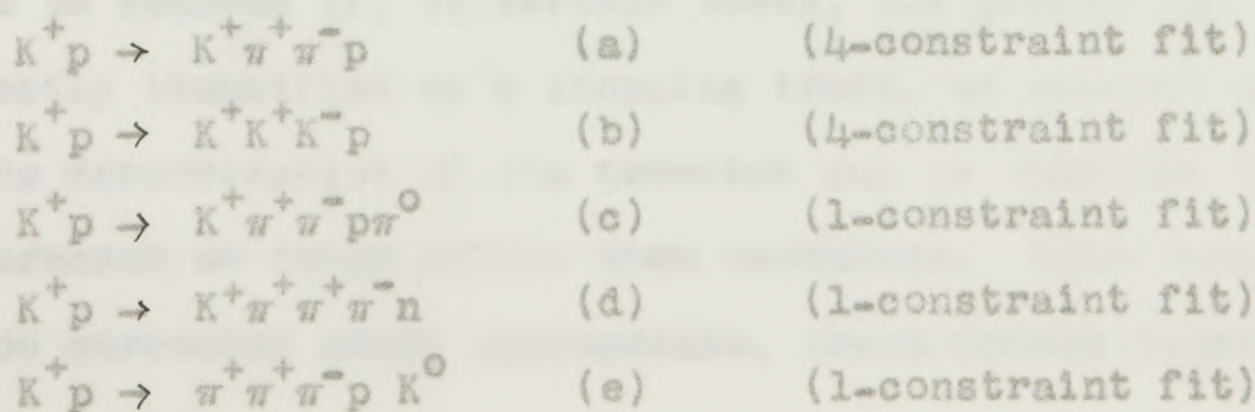 K⁺p → K⁺π⁺π⁻p (a) (4-constraint fit)
K⁺p → K⁺K⁺K⁻p (b) (4-constraint fit)
K⁺p → K⁺π⁺π⁻pπ⁰ (c) (1-constraint fit)
K⁺p → K⁺π⁺π⁺π⁻n (d) (1-constraint fit)
K⁺p → π⁺π⁺π⁻p K⁰ (e) (1-constraint fit)